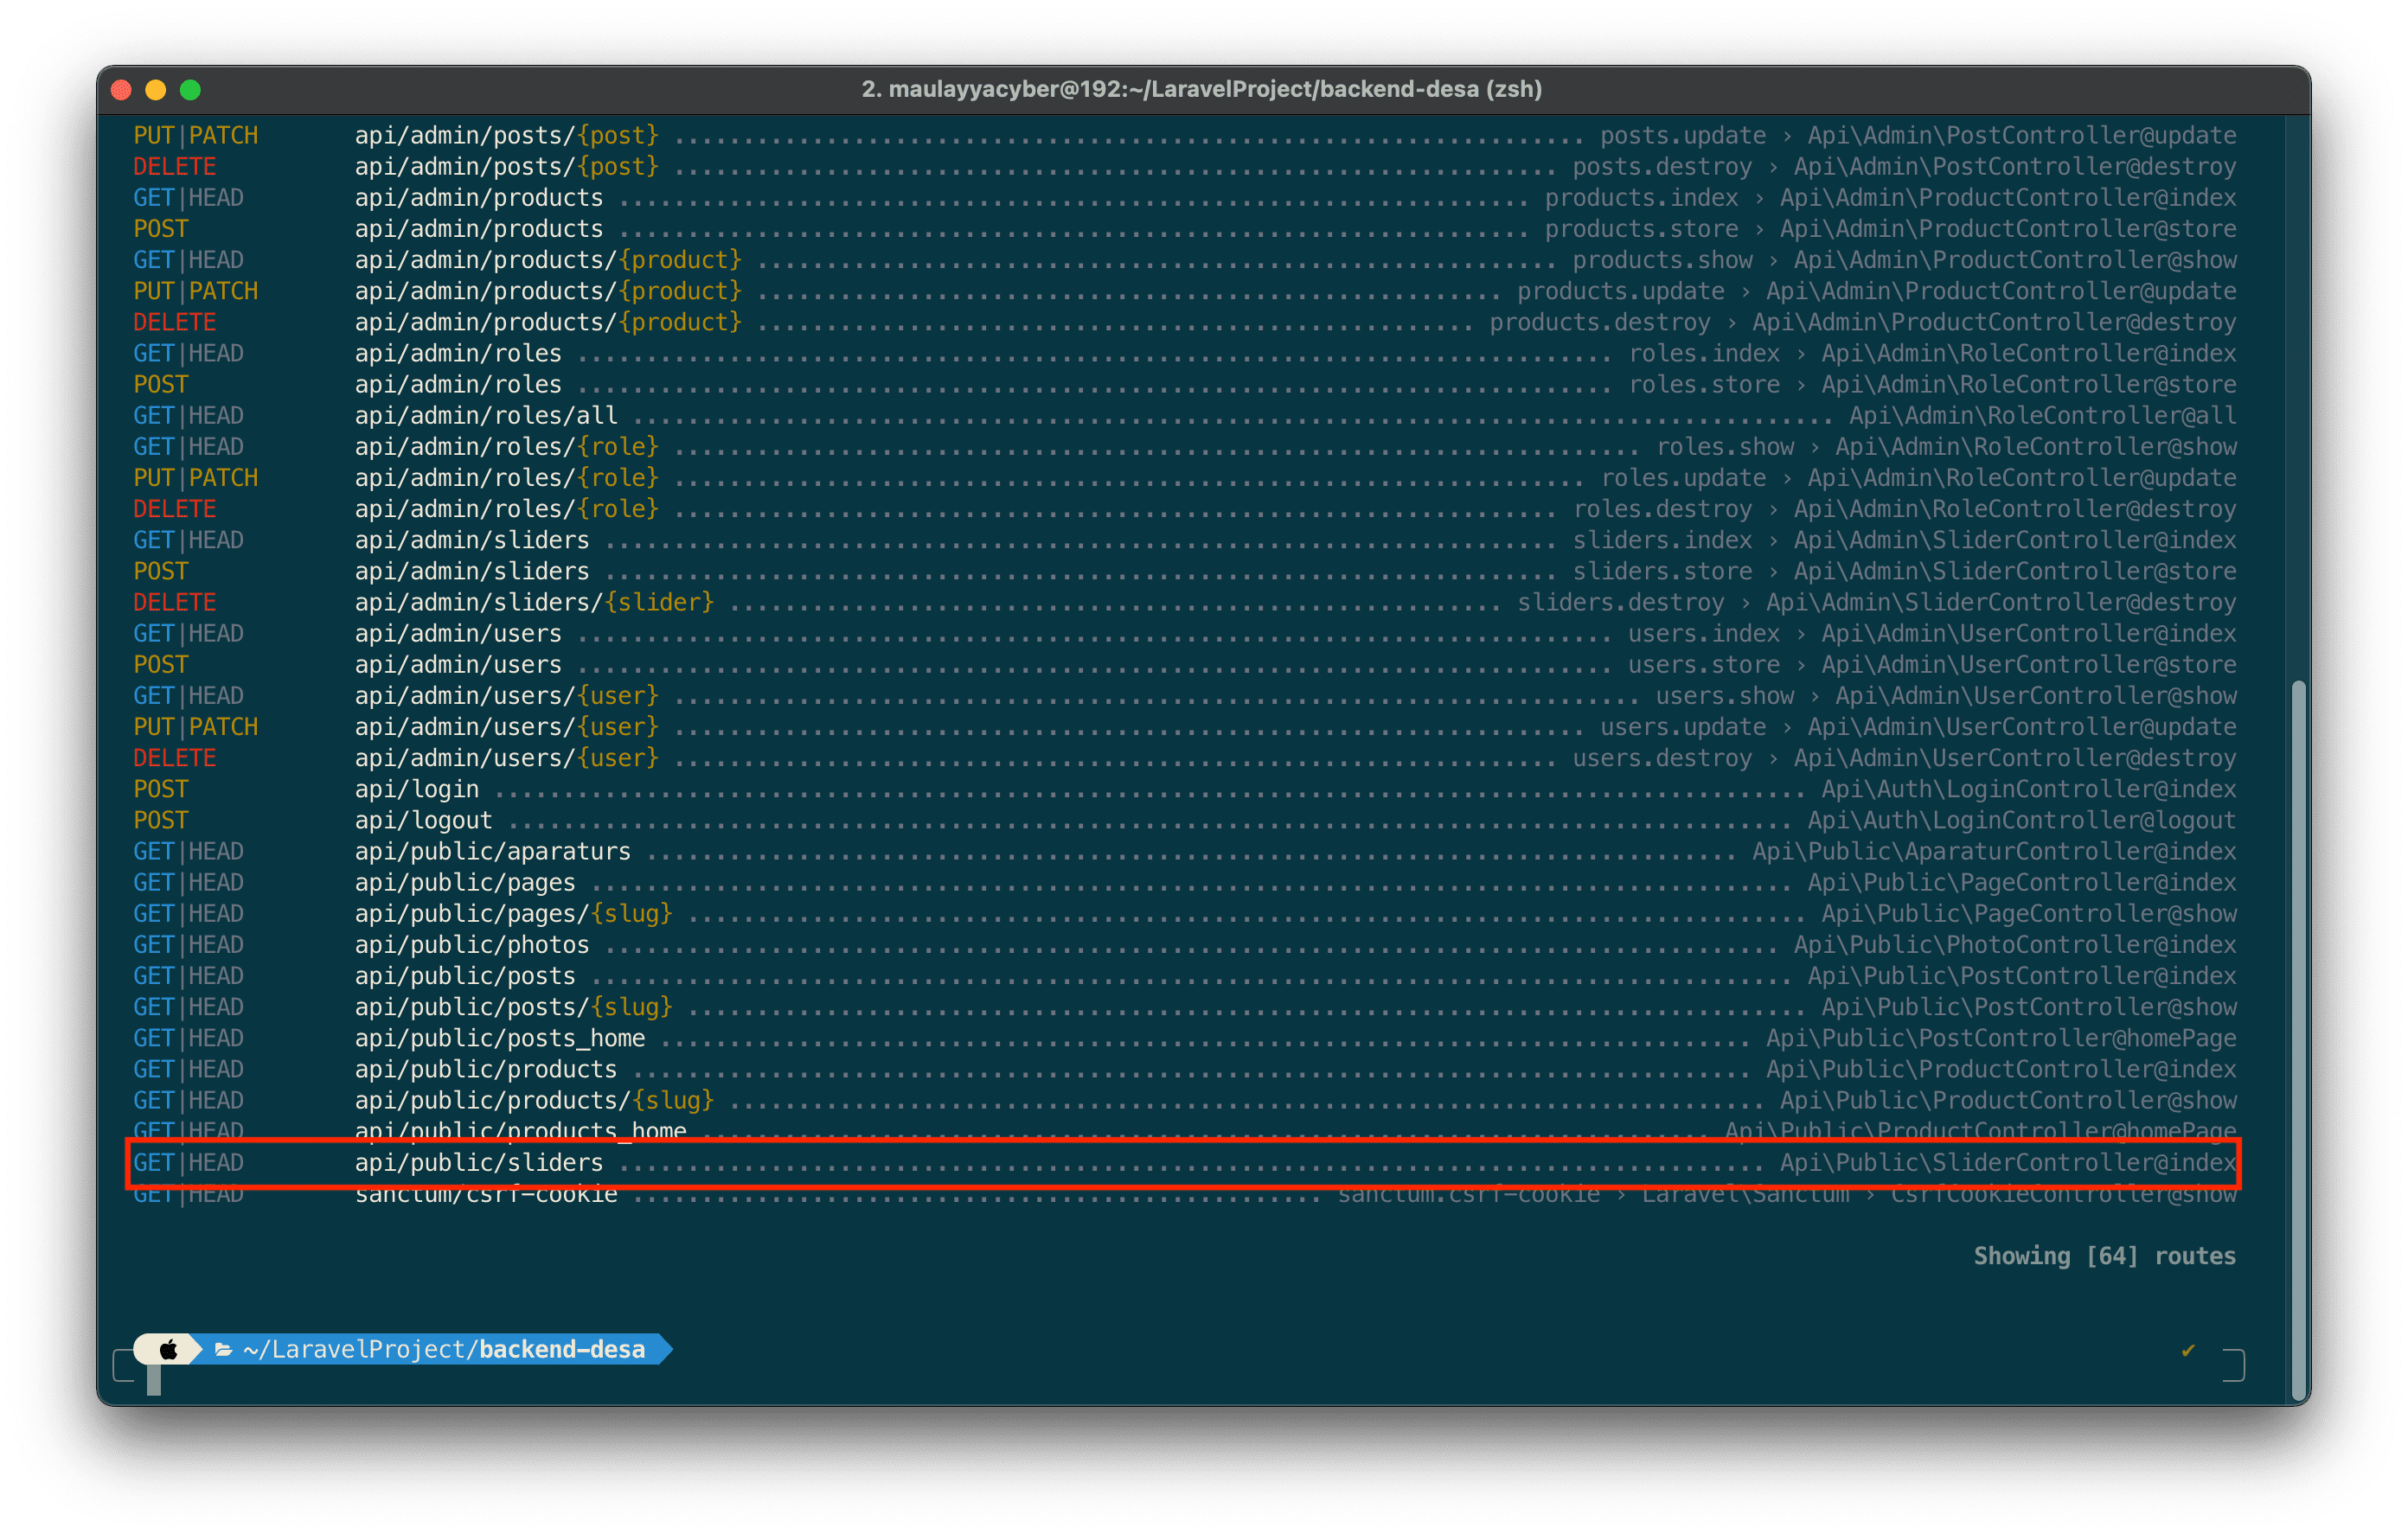 2. maulayyacyber@192:~/LaravelProject/backend-desa (zsh)
PUT|PATCH api/admin/posts/{post} ................................................................. posts.update › Api\Admin\PostController@update
DELETE api/admin/posts/{post} ............................................................... posts.destroy › Api\Admin\PostController@destroy
GET|HEAD api/admin/products .................................................................. products.index › Api\Admin\ProductController@index
POST api/admin/products .................................................................. products.store › Api\Admin\ProductController@store
GET|HEAD api/admin/products/{product} .......................................................... products.show › Api\Admin\ProductController@show
PUT|PATCH api/admin/products/{product} ...................................................... products.update › Api\Admin\ProductController@update
DELETE api/admin/products/{product} .................................................... products.destroy › Api\Admin\ProductController@destroy
GET|HEAD api/admin/roles ........................................................................... roles.index › Api\Admin\RoleController@index
POST api/admin/roles ........................................................................... roles.store › Api\Admin\RoleController@store
GET|HEAD api/admin/roles/all ....................................................................................... Api\Admin\RoleController@all
GET|HEAD api/admin/roles/{role} ...................................................................... roles.show › Api\Admin\RoleController@show
PUT|PATCH api/admin/roles/{role} .................................................................. roles.update › Api\Admin\RoleController@update
DELETE api/admin/roles/{role} ................................................................ roles.destroy › Api\Admin\RoleController@destroy
GET|HEAD api/admin/sliders ..................................................................... sliders.index › Api\Admin\SliderController@index
POST api/admin/sliders ..................................................................... sliders.store › Api\Admin\SliderController@store
DELETE api/admin/sliders/{slider} ........................................................ sliders.destroy › Api\Admin\SliderController@destroy
GET|HEAD api/admin/users ........................................................................... users.index › Api\Admin\UserController@index
POST api/admin/users ........................................................................... users.store › Api\Admin\UserController@store
GET|HEAD api/admin/users/{user} ...................................................................... users.show › Api\Admin\UserController@show
PUT|PATCH api/admin/users/{user} .................................................................. users.update › Api\Admin\UserController@update
DELETE api/admin/users/{user} ................................................................ users.destroy › Api\Admin\UserController@destroy
POST api/login ............................................................................................... Api\Auth\LoginController@index
POST api/logout ............................................................................................. Api\Auth\LoginController@logout
GET|HEAD api/public/aparaturs ............................................................................... Api\Public\AparaturController@index
GET|HEAD api/public/pages ....................................................................................... Api\Public\PageController@index
GET|HEAD api/public/pages/{slug} ................................................................................. Api\Public\PageController@show
GET|HEAD api/public/photos ..................................................................................... Api\Public\PhotoController@index
GET|HEAD api/public/posts ....................................................................................... Api\Public\PostController@index
GET|HEAD api/public/posts/{slug} ................................................................................. Api\Public\PostController@show
GET|HEAD api/public/posts_home ............................................................................... Api\Public\PostController@homePage
GET|HEAD api/public/products ................................................................................. Api\Public\ProductController@index
GET|HEAD api/public/products/{slug} ........................................................................... Api\Public\ProductController@show
GET|HEAD api/public/products_home ......................................................................... Api\Public\ProductController@homePage
GET|HEAD api/public/sliders ................................................................................... Api\Public\SliderController@index
GET|HEAD sanctum/csrf-cookie .................................................. sanctum.csrf-cookie › Laravel\Sanctum › CsrfCookieController@show
Showing [64] routes
~/LaravelProject/backend-desa ✔